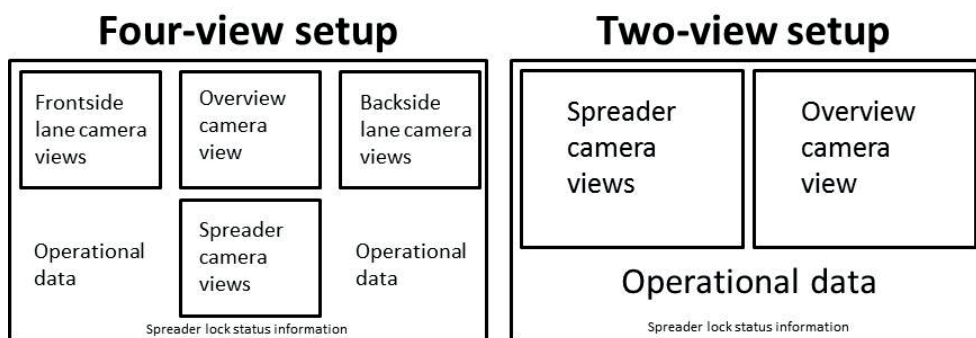 Four-view setup
Frontside
lane camera
views
Overview
camera
view
Backside
lane camera
views
Operational
data
Spreader
camera
views
Operational
data
Spreader lock status information
Two-view setup
Spreader
camera
views
Overview
camera
view
Operational data
Spreader lock status information